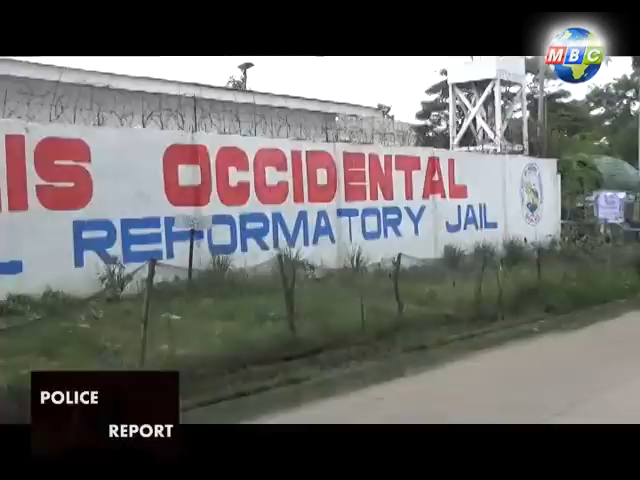 MBC
IS OCCIDENTAL
L REFORMATORY JAIL
POLICE
REPORT